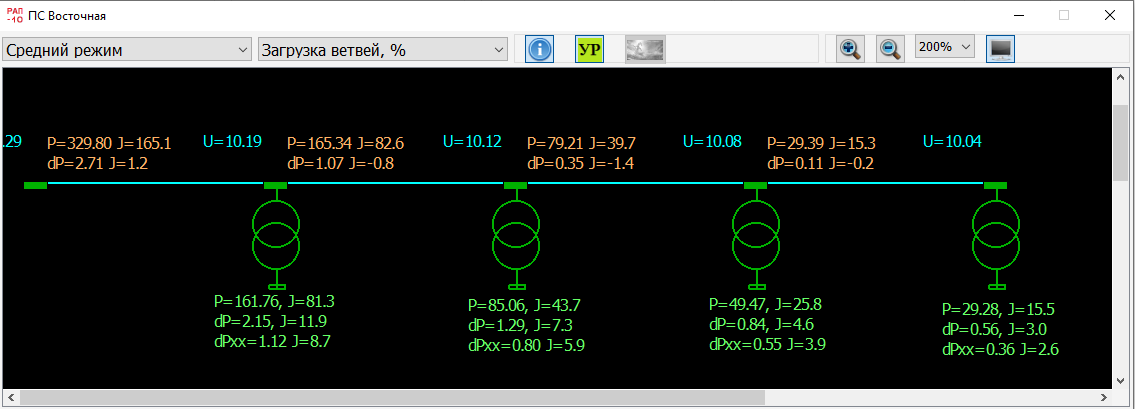 РАП
-10
ПС Восточная
Средний режим
Загрузка ветвей, %
УР
200%
.29
P=329.80 J=165.1
dP=2.71 J=1.2
U=10.19
P=165.34 J=82.6
dP=1.07 J=-0.8
U=10.12
P=79.21 J=39.7
dP=0.35 J=-1.4
U=10.08
P=29.39 J=15.3
dP=0.11 J=-0.2
U=10.04
P=161.76, J=81.3
dP=2.15, J=11.9
dPxx=1.12 J=8.7
P=85.06, J=43.7
dP=1.29, J=7.3
dPxx=0.80 J=5.9
P=49.47, J=25.8
dP=0.84, J=4.6
dPxx=0.55 J=3.9
P=29.28, J=15.5
dP=0.56, J=3.0
dPxx=0.36 J=2.6